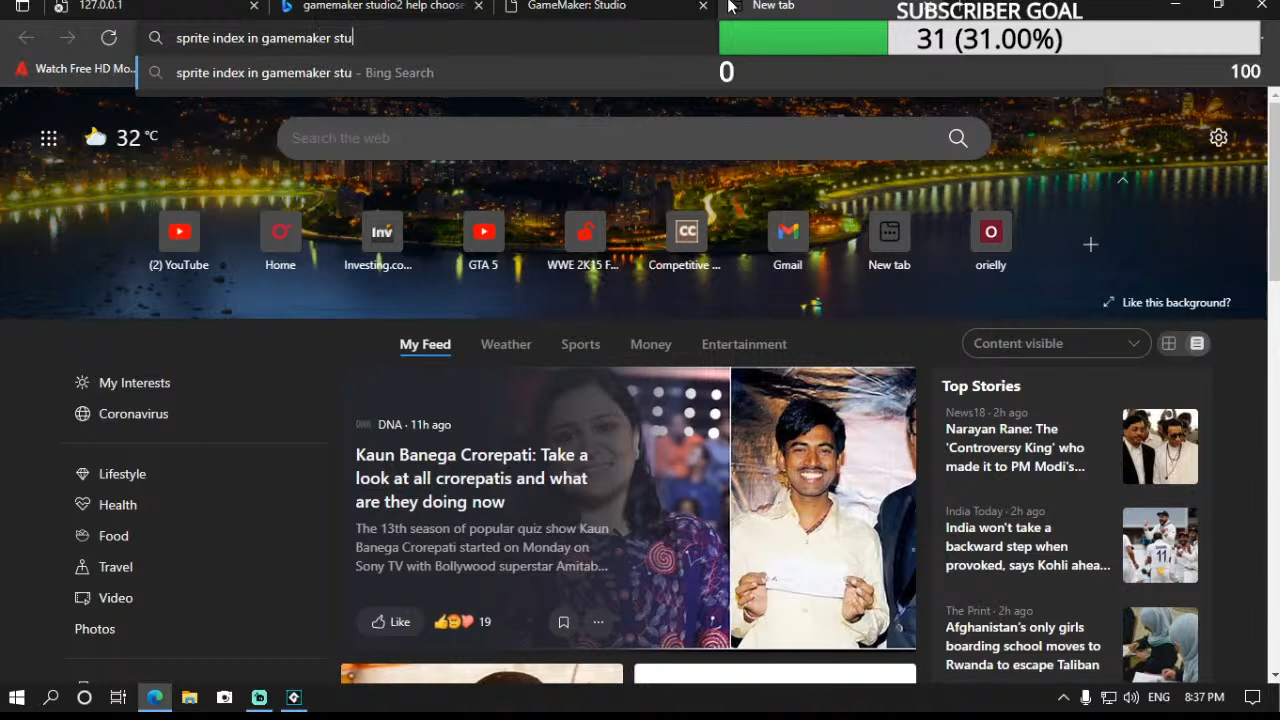 127.0.0.1
gamemaker studio2 help choose
GameMaker: Studio
New tab
SUBSCRIBER GOAL
31 (31.00%)
0
100
sprite index in gamemaker stu
sprite index in gamemaker stu - Bing Search
Watch Free HD Mo...
32 °C
Search the web
(2) YouTube
Home
Inv
Investing.co...
GTA 5
WWE 2K15 F...
CC
Competitive ...
Gmail
New tab
O
orielly
Like this background?
My Feed
Weather
Sports
Money
Entertainment
Content visible
My Interests
Coronavirus
Lifestyle
Health
Food
Travel
Video
Photos
DNA · 11h ago
Kaun Banega Crorepati: Take a
look at all crorepatis and what
are they doing now
The 13th season of popular quiz show Kaun
Banega Crorepati started on Monday on
Sony TV with Bollywood superstar Amitab...
Like
19
Top Stories
News18 · 2h ago
Narayan Rane: The
'Controversy King' who
made it to PM Modi's...
India Today · 2h ago
India won't take a
backward step when
provoked, says Kohli ahea...
The Print · 2h ago
Afghanistan's only girls
boarding school moves to
Rwanda to escape Taliban
ENG
8:37 PM